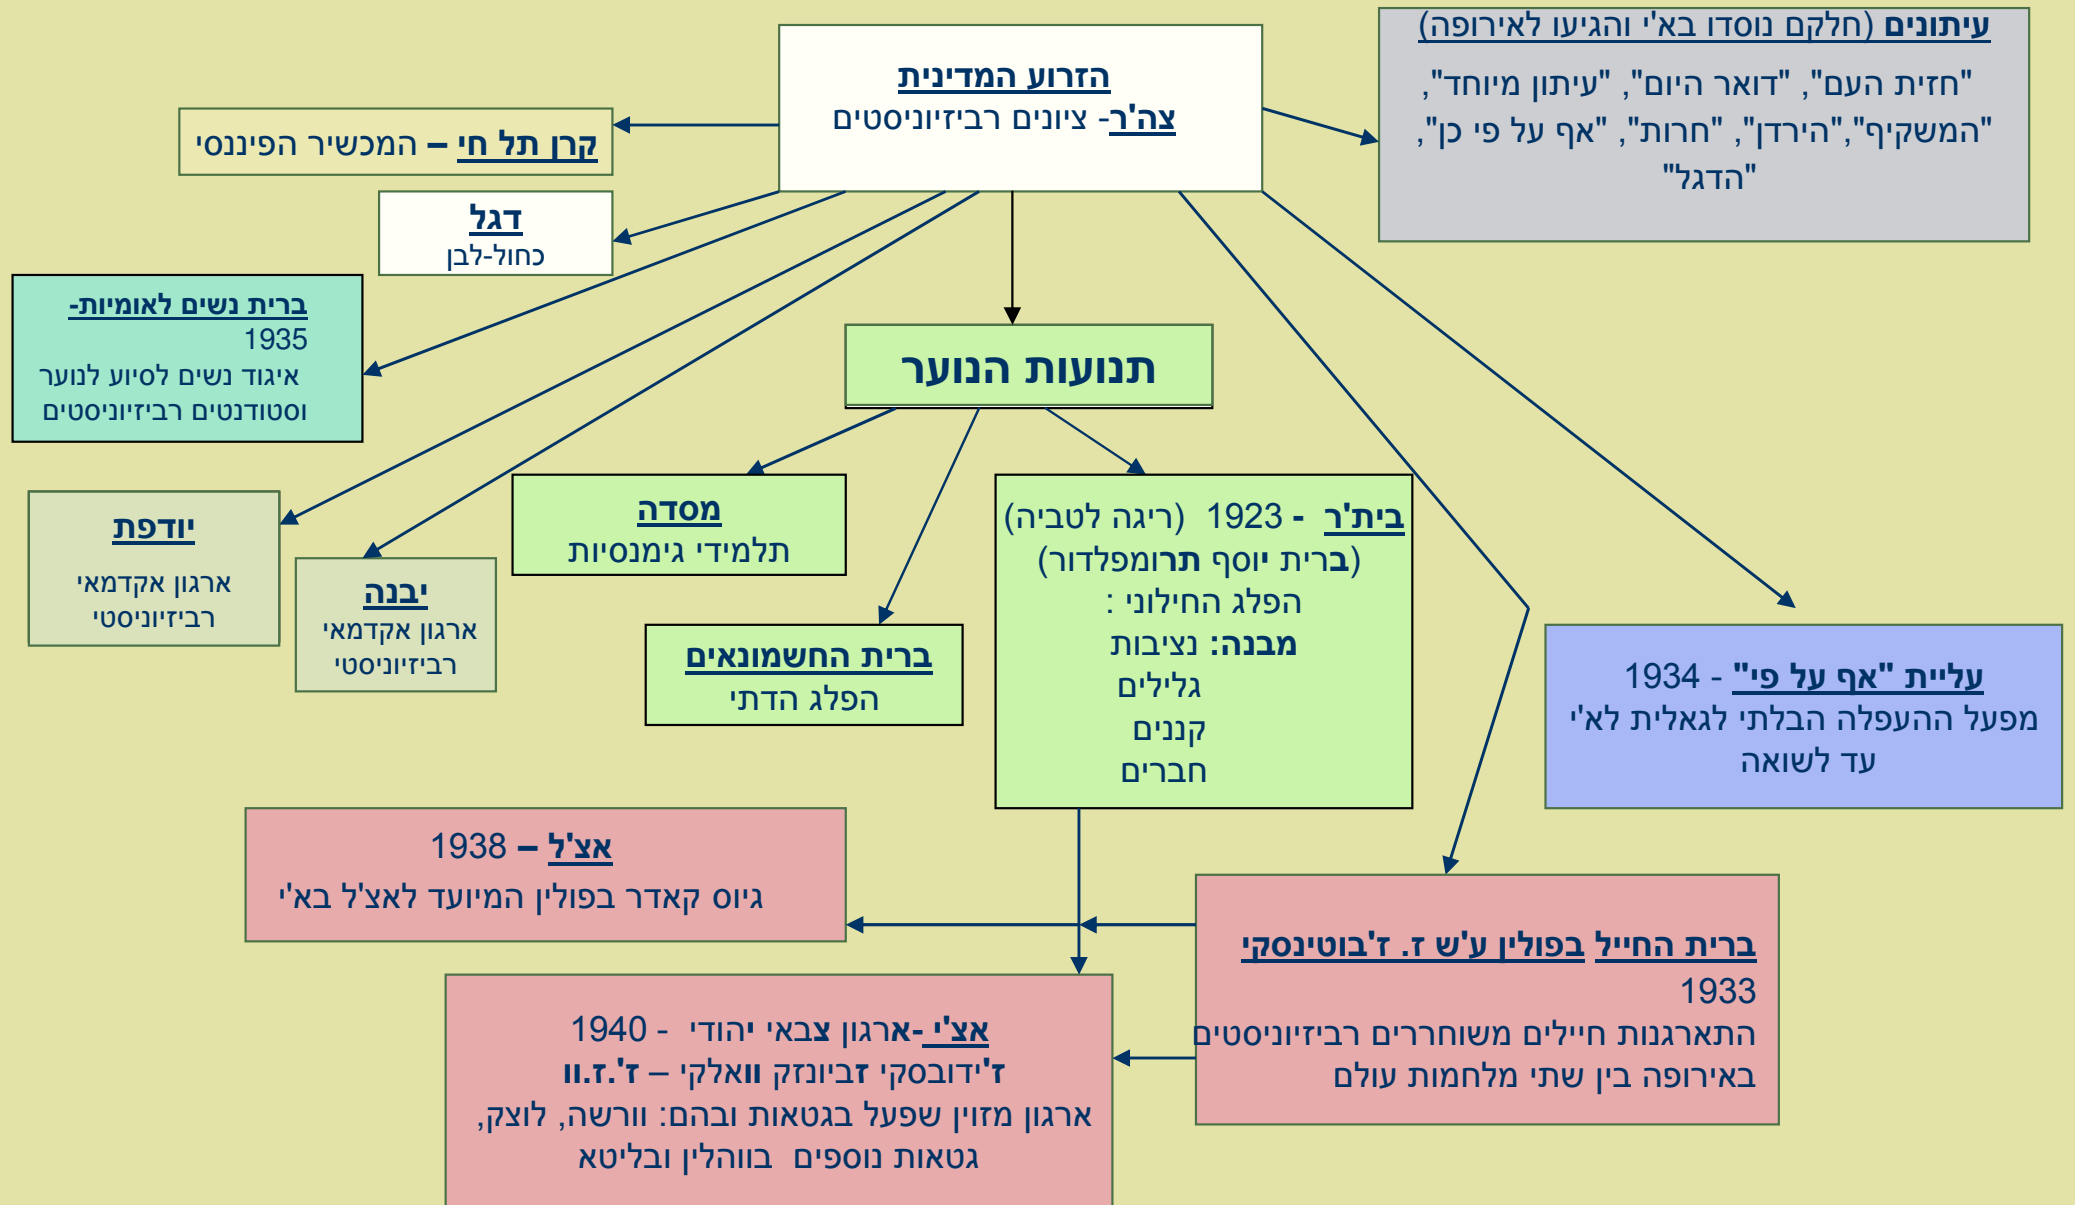 הזרוע המדינית
צה'ר- ציונים רביזיוניסטים
עיתונים (חלקם נוסדו בא'י והגיעו לאירופה)
"חזית העם", "דואר היום", "עיתון מיוחד",
"המשקיף","הירדן", "חרות", "אף על פי כן",
"הדגל"
קרן תל חי – המכשיר הפיננסי
דגל
כחול-לבן
ברית נשים לאומיות-
1935
איגוד נשים לסיוע לנוער
וסטודנטים רביזיוניסטים
תנועות הנוער
יודפת
ארגון אקדמאי
רביזיוניסטי
יבנה
ארגון אקדמאי
רביזיוניסטי
מסדה
תלמידי גימנסיות
ברית החשמונאים
הפלג הדתי
בית'ר - 1923 (ריגה לטביה)
(ברית יוסף תרומפלדור)
הפלג החילוני :
מבנה: נציבות
גלילים
קננים
חברים
עליית "אף על פי" - 1934
מפעל ההעפלה הבלתי לגאלית לא'י
עד לשואה
אצ'ל – 1938
גיוס קאדר בפולין המיועד לאצ'ל בא'י
ברית החייל בפולין ע'ש ז. ז'בוטינסקי
1933
התארגנות חיילים משוחררים רביזיוניסטים
באירופה בין שתי מלחמות עולם
אצ'י -ארגון צבאי יהודי - 1940
ז'ידובסקי זביונזק וואלקי – ז'.ז.וו
ארגון מזוין שפעל בגטאות ובהם: וורשה, לוצק,
גטאות נוספים בווהלין ובליטא